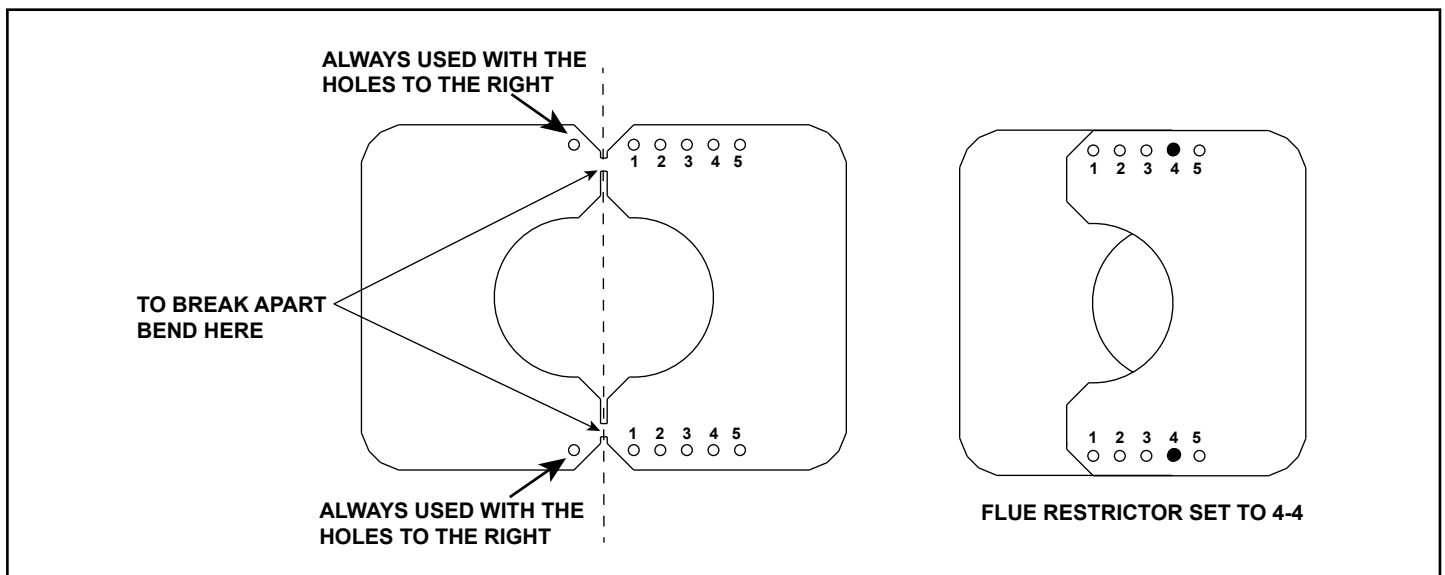 ALWAYS USED WITH THE
HOLES TO THE RIGHT
1 2 3 4 5
TO BREAK APART
BEND HERE
1 2 3 4 5
ALWAYS USED WITH THE
HOLES TO THE RIGHT
1 2 3 4 5
1 2 3 4 5
FLUE RESTRICTOR SET TO 4-4